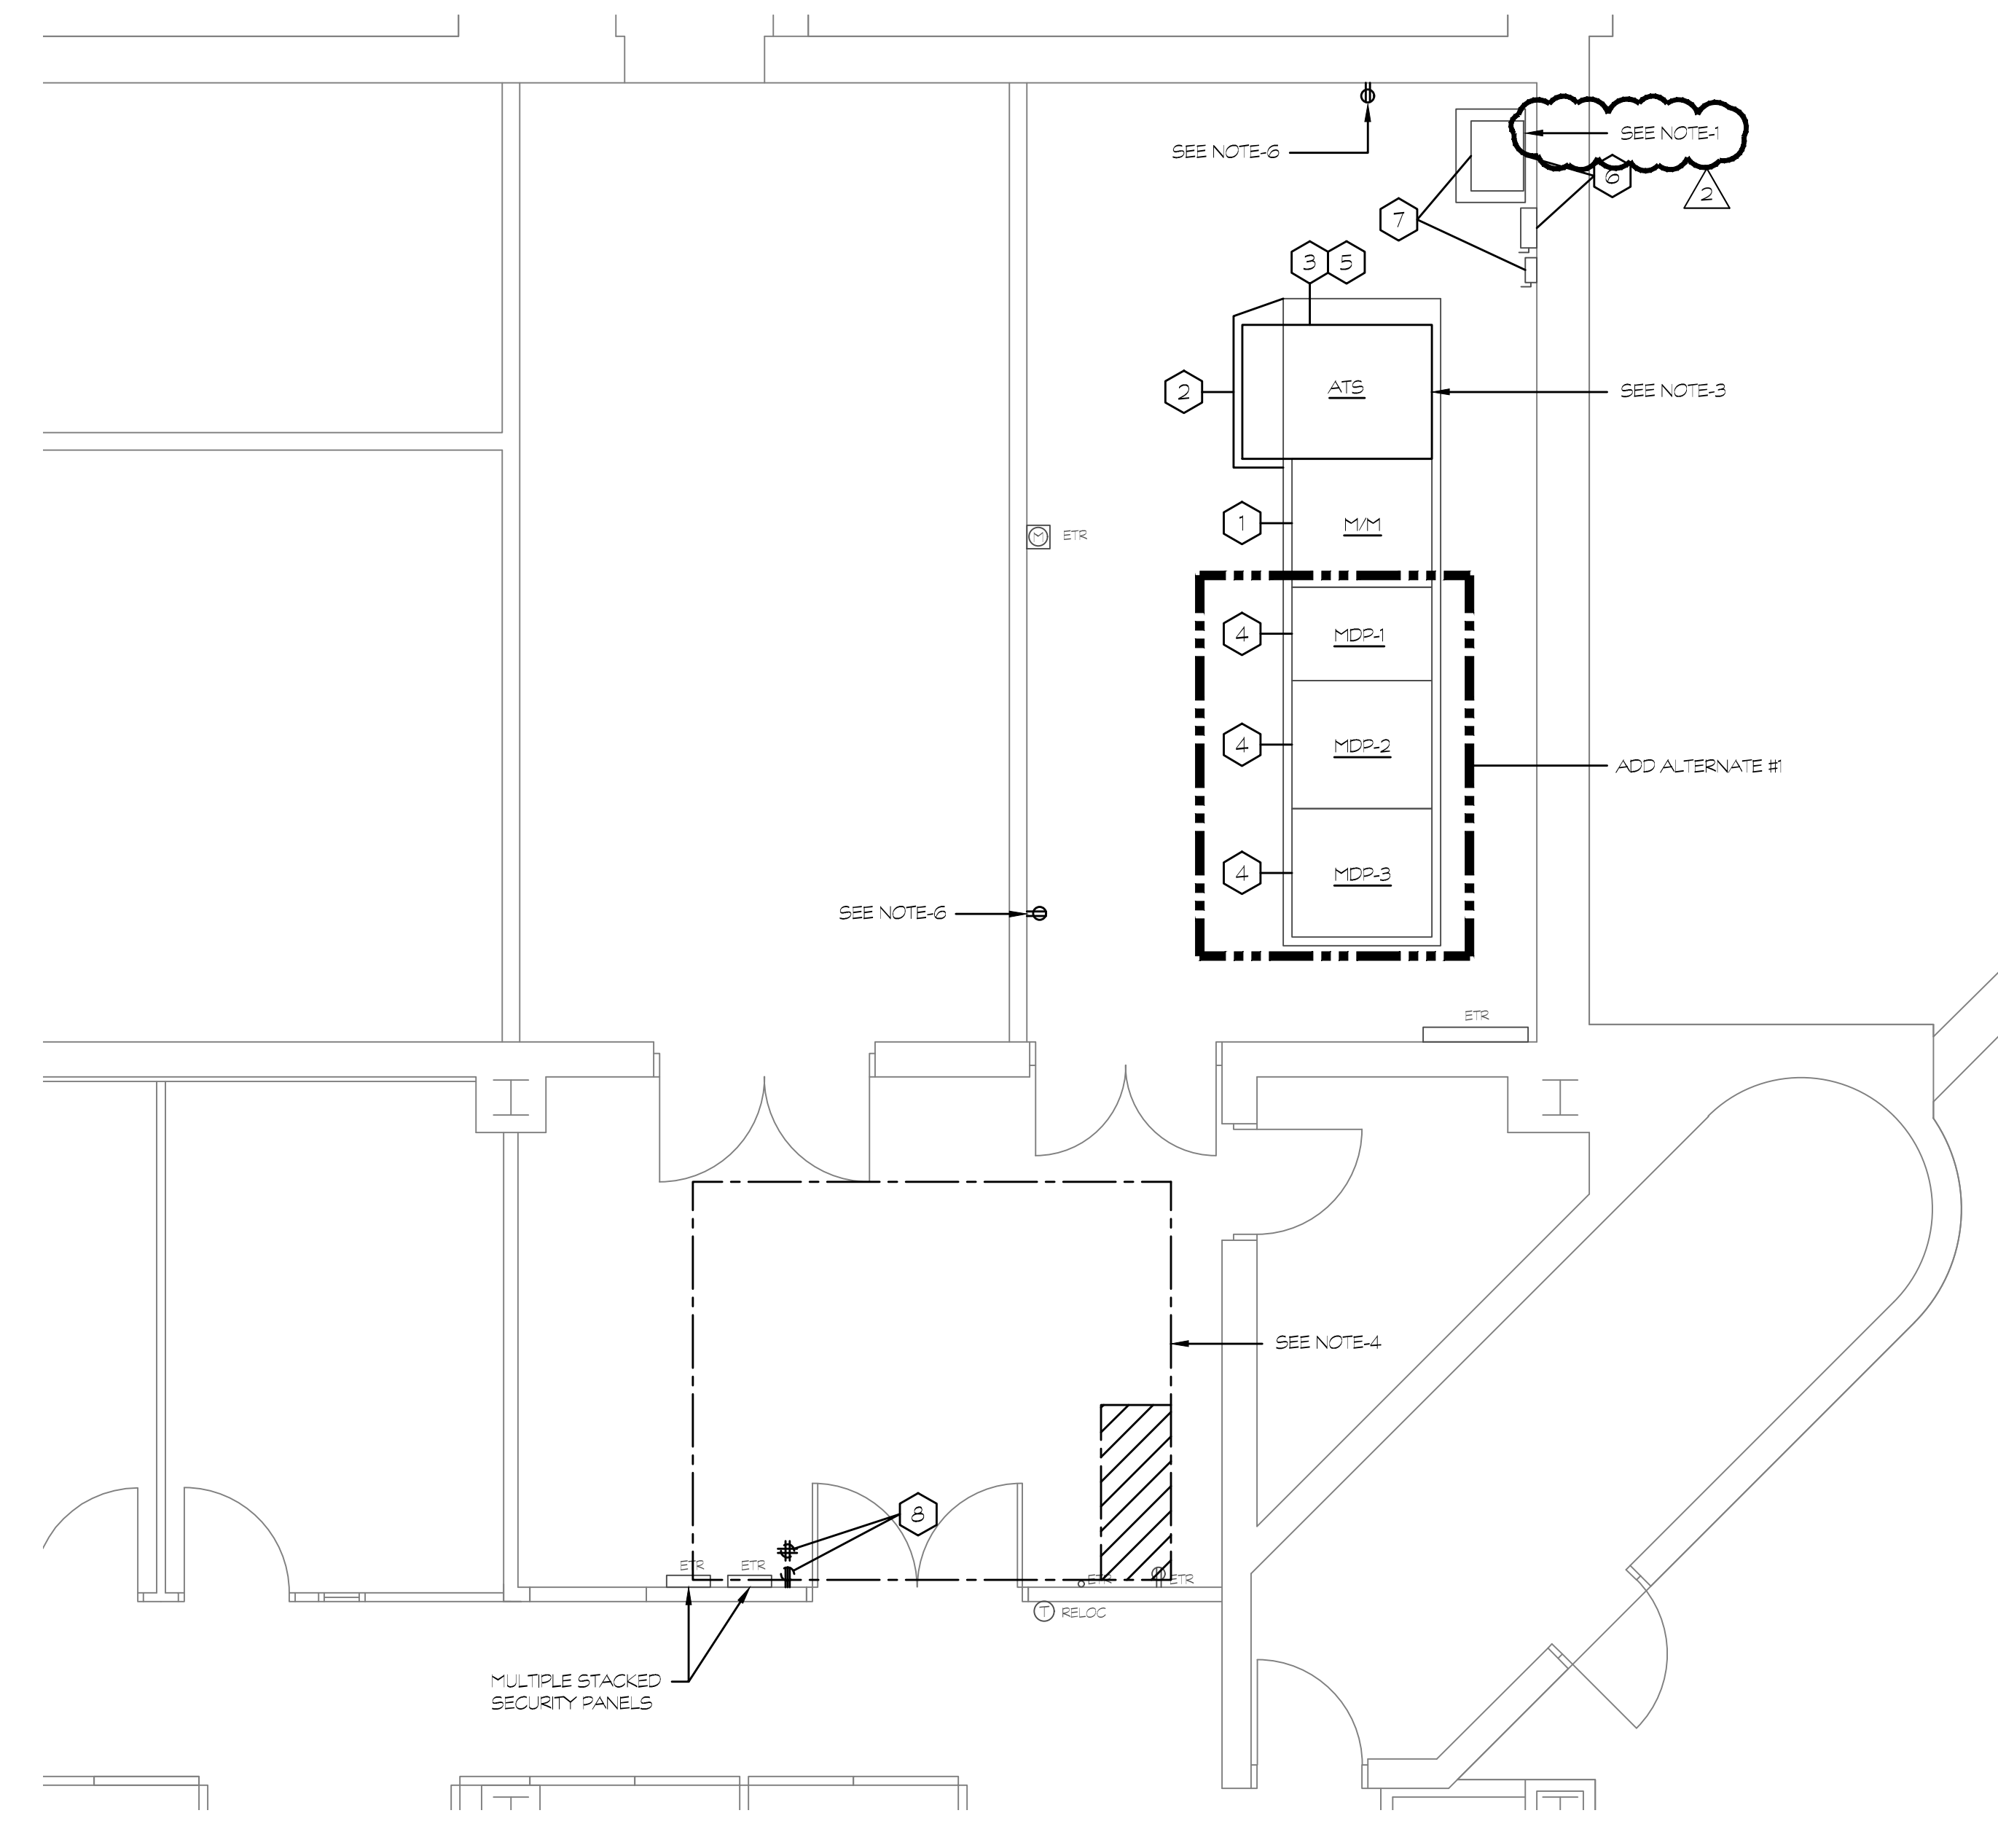 SEE NOTE-1
SEE NOTE-6
6
2
7
3 5
2
ATS
SEE NOTE-3
1
M/M
M
ETR
4
MDP-1
4
MDP-2
ADD ALTERNATE #1
4
MDP-3
SEE NOTE-6
ETR
SEE NOTE-4
8
ETR
ETR
ETR
ETR
T
RELOC
MULTIPLE STACKED
SECURITY PANELS